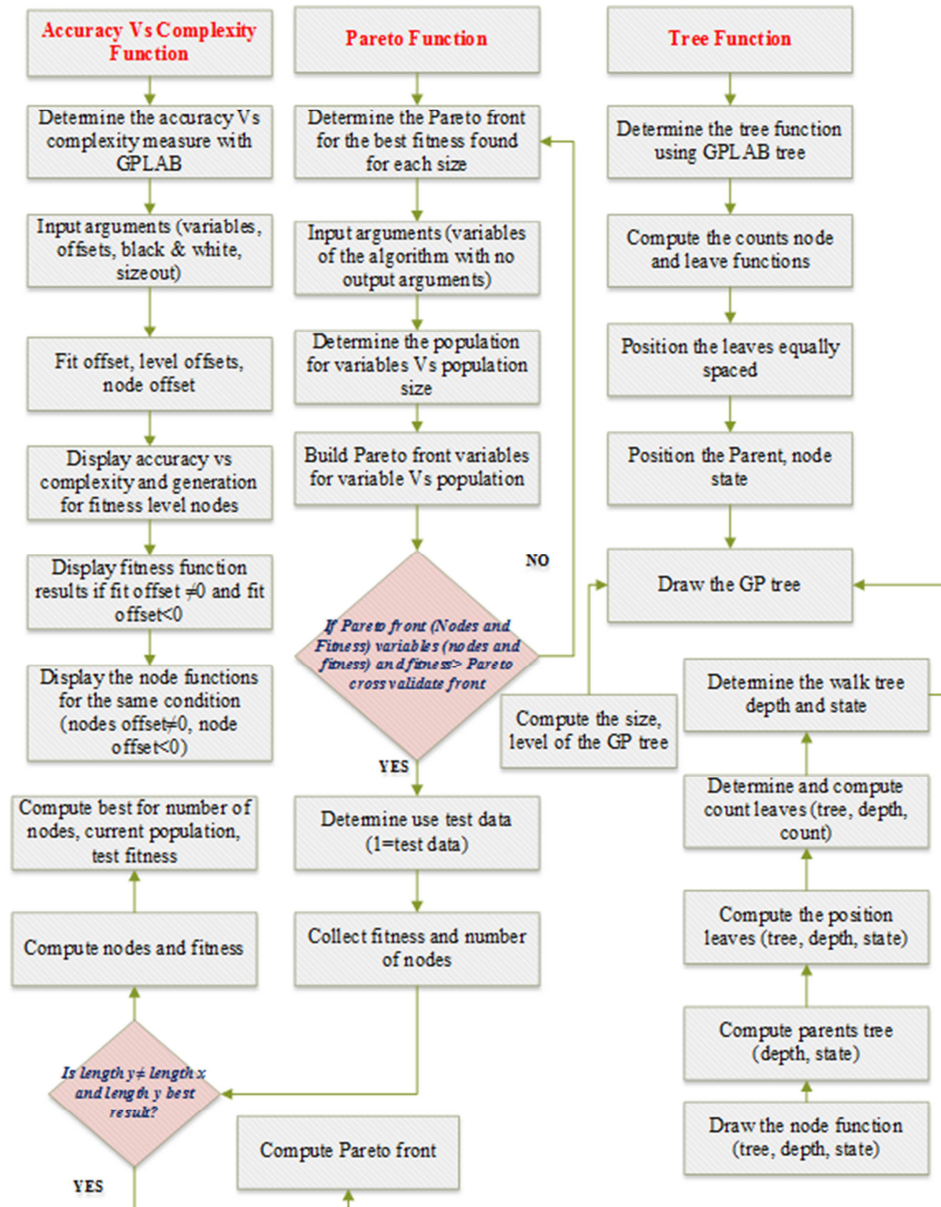 Accuracy Vs Complexity
Function
Determine the accuracy Vs
complexity measure with
GPLAB
Input arguments (variables,
offsets, black & white,
sizeout)
Fit offset, level offsets,
node offset
Display accuracy vs
complexity and generation
for fitness level nodes
Display fitness function
results if fit offset ≠0 and fit
offset<0
Display the node functions
for the same condition
(nodes offset≠0, node
offset<0)
Compute best for number of
nodes, current population,
test fitness
Compute nodes and fitness
Is length y≠ length x
and length y best
result?
YES
Pareto Function
Determine the Pareto front
for the best fitness found
for each size
Input arguments (variables
of the algorithm with no
output arguments)
Determine the population
for variables Vs population
size
Build Pareto front variables
for variable Vs population
NO
If Pareto front (Nodes and
Fitness) variables (nodes and
fitness) and fitness> Pareto
cross validate front
YES
Determine use test data
(1=test data)
Collect fitness and number
of nodes
Compute Pareto front
Tree Function
Determine the tree function
using GPLAB tree
Compute the counts node
and leave functions
Position the leaves equally
spaced
Position the Parent, node
state
Draw the GP tree
Compute the size,
level of the GP tree
Determine the walk tree
depth and state
Determine and compute
count leaves (tree, depth,
count)
Compute the position
leaves (tree, depth, state)
Compute parents tree
(depth, state)
Draw the node function
(tree, depth, state)